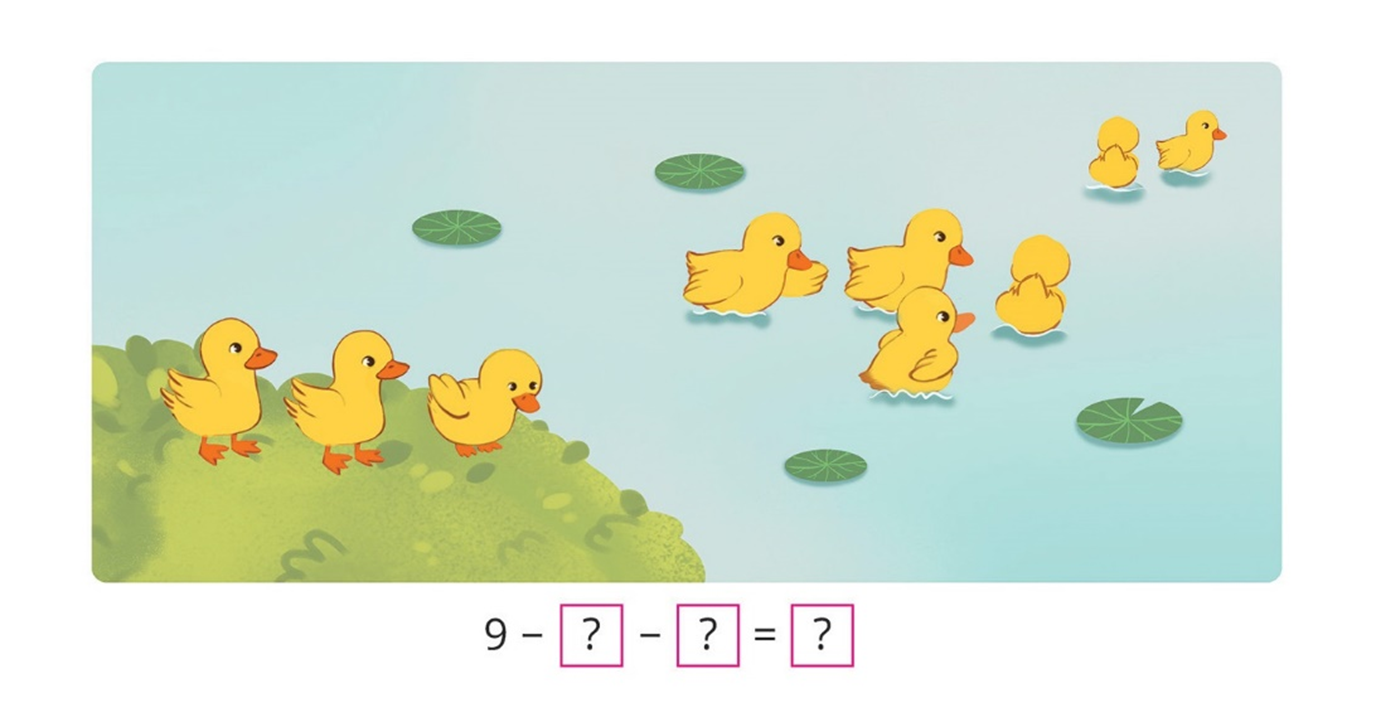 9 – ? – ? = ?